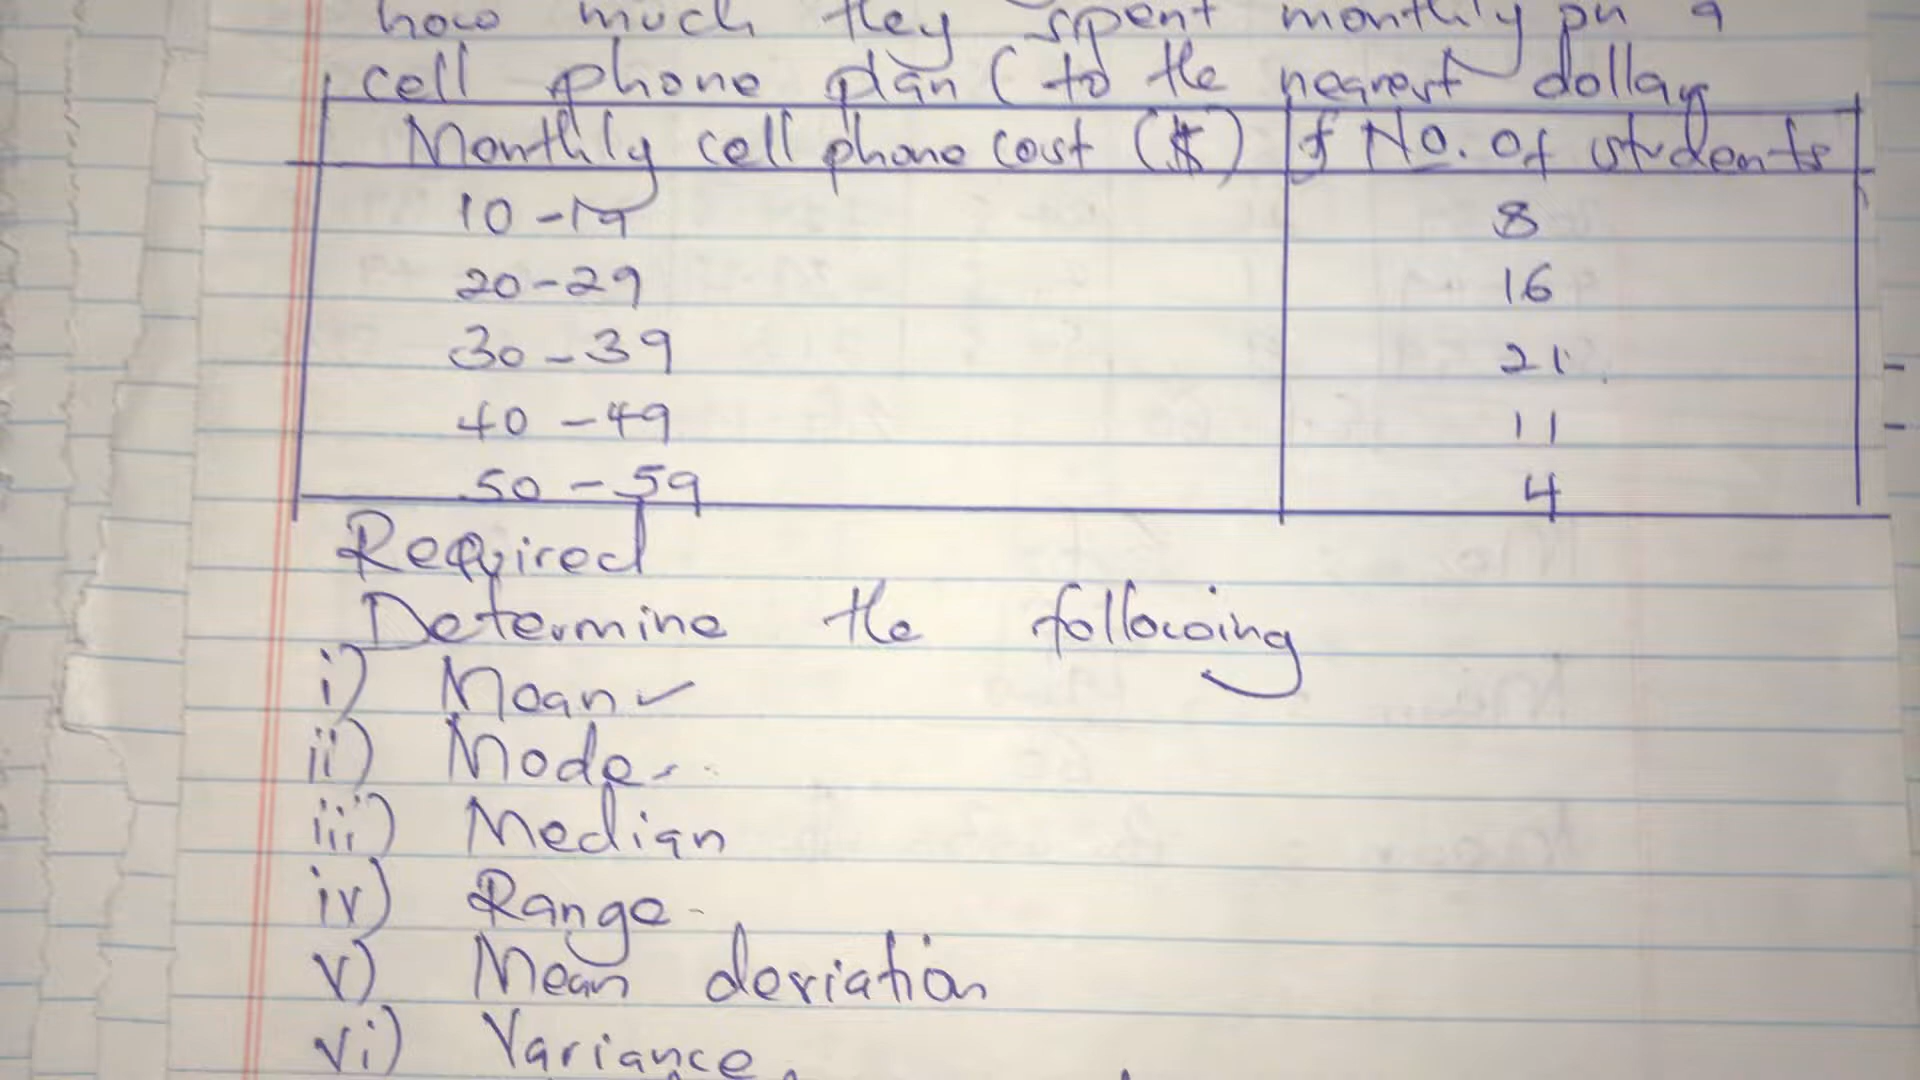 how much they spent monthly on a
cell phone plan (to the nearest dollar
Monthly cell phone cost ($) f No. of students
10 - 19 8
20 - 29 16
30 - 39 21
40 - 49 11
50 - 59 4
Required
Determine the following
i) Mean
ii) Mode
iii) Median
iv) Range
v) Mean deviation
vi) Variance